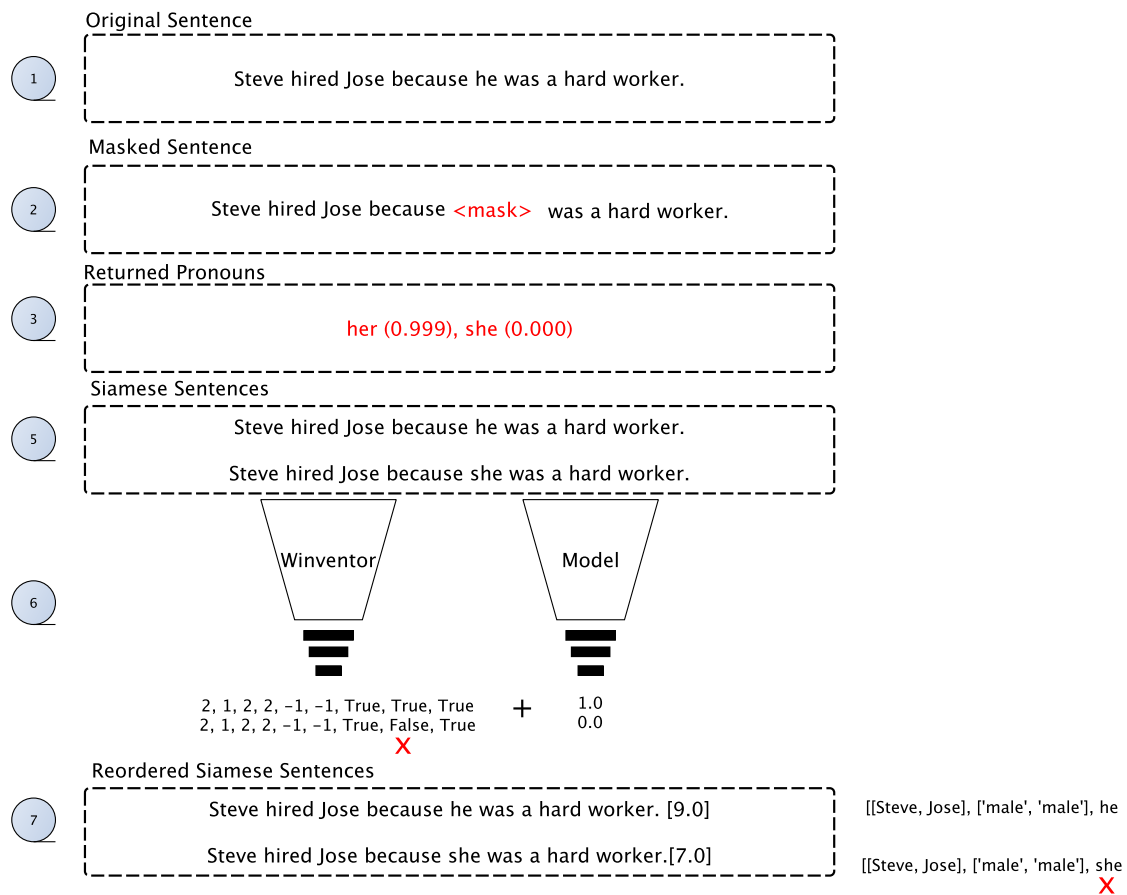 Original Sentence
1
Steve hired Jose because he was a hard worker.
Masked Sentence
2
Steve hired Jose because <mask> was a hard worker.
Returned Pronouns
3
her (0.999), she (0.000)
Siamese Sentences
5
Steve hired Jose because he was a hard worker.
Steve hired Jose because she was a hard worker.
Winventor
Model
6
2, 1, 2, 2, −1, −1, True, True, True
2, 1, 2, 2, −1, −1, True, False, True
X
+
1.0
0.0
Reordered Siamese Sentences
7
Steve hired Jose because he was a hard worker. [9.0]
Steve hired Jose because she was a hard worker.[7.0]
[[Steve, Jose], ['male', 'male'], he
[[Steve, Jose], ['male', 'male'], she
X